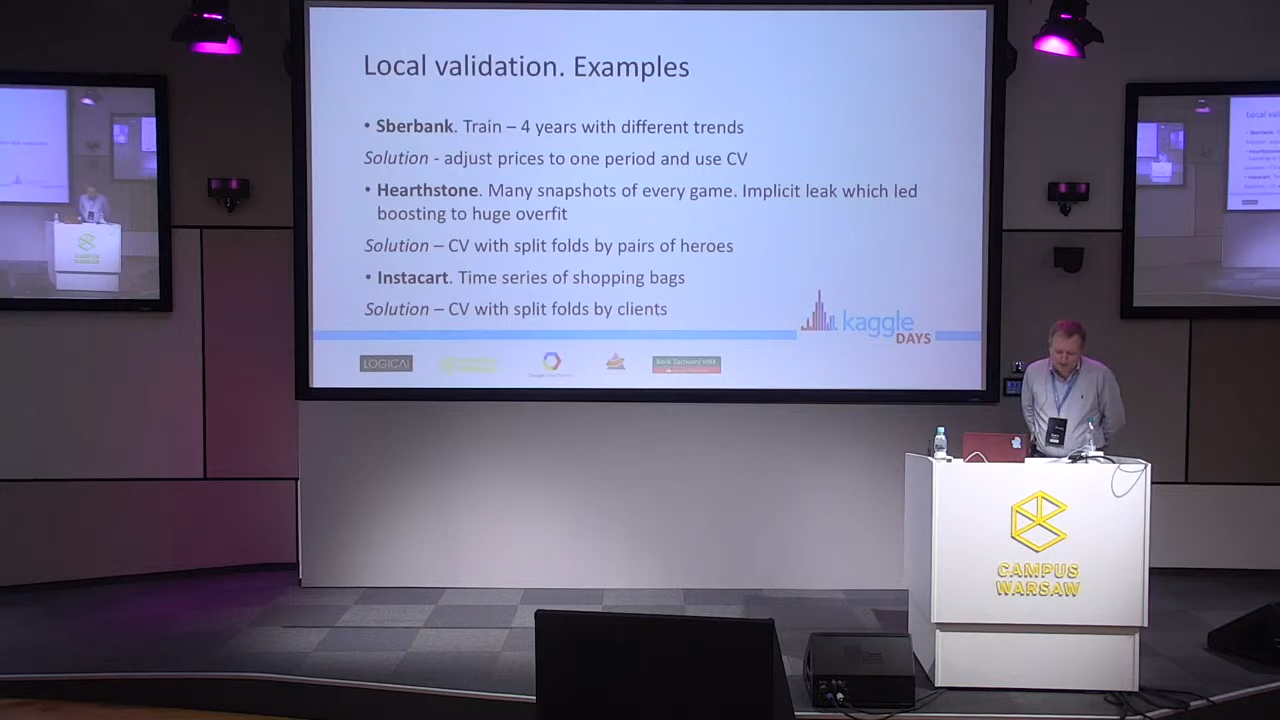 Local validation. Examples
• Sberbank. Train – 4 years with different trends
Solution - adjust prices to one period and use CV
• Hearthstone. Many snapshots of every game. Implicit leak which led
boosting to huge overfit
Solution – CV with split folds by pairs of heroes
• Instacart. Time series of shopping bags
Solution – CV with split folds by clients
kaggle
DAYS
LOGICAI
Bank Zachodni WBK
CAMPUS
WARSAW